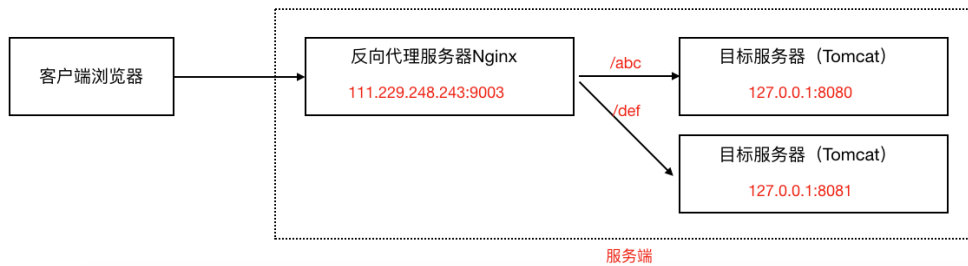 客户端浏览器
反向代理服务器Nginx
111.229.248.243:9003
/abc
/def
目标服务器（Tomcat）
127.0.0.1:8080
目标服务器（Tomcat）
127.0.0.1:8081
服务端